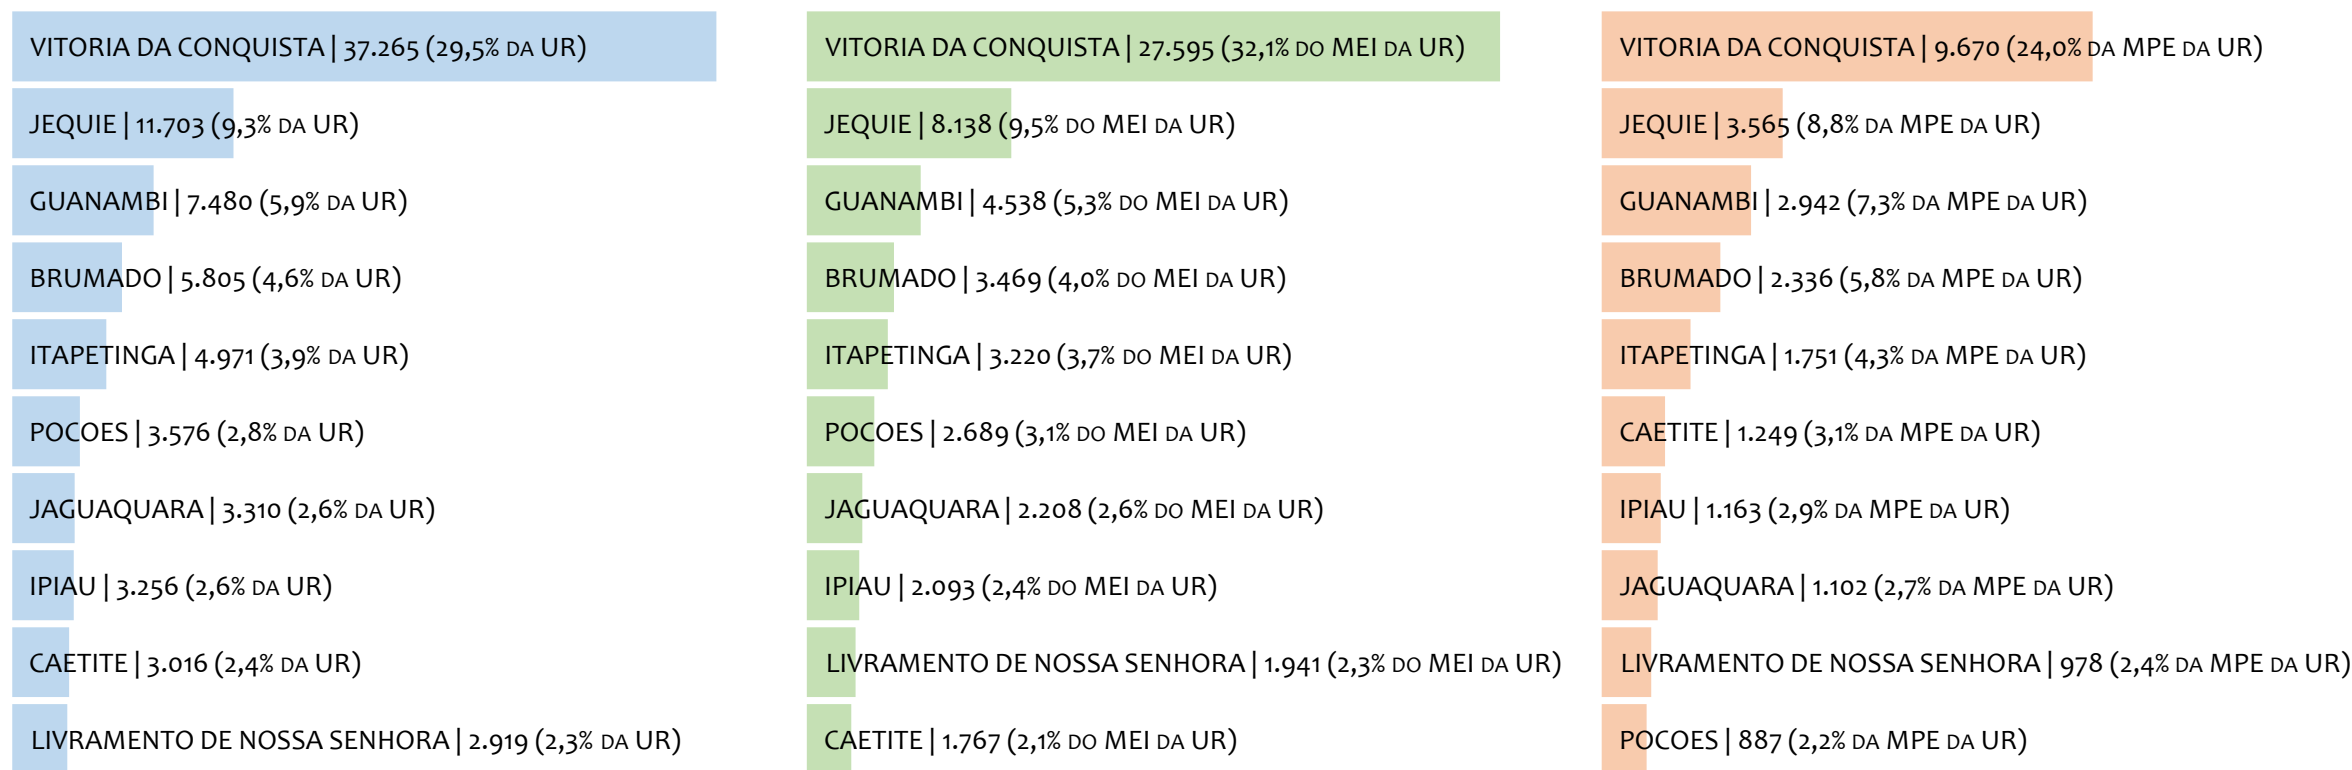 VITORIA DA CONQUISTA | 37.265 (29,5% DA UR)
JEQUIE | 11.703 (9,3% DA UR)
GUANAMBI | 7.480 (5,9% DA UR)
BRUMADO | 5.805 (4,6% DA UR)
ITAPETINGA | 4.971 (3,9% DA UR)
POCOES | 3.576 (2,8% DA UR)
JAGUAQUARA | 3.310 (2,6% DA UR)
IPIAU | 3.256 (2,6% DA UR)
CAETITE | 3.016 (2,4% DA UR)
LIVRAMENTO DE NOSSA SENHORA | 2.919 (2,3% DA UR)
VITORIA DA CONQUISTA | 27.595 (32,1% DO MEI DA UR)
JEQUIE | 8.138 (9,5% DO MEI DA UR)
GUANAMBI | 4.538 (5,3% DO MEI DA UR)
BRUMADO | 3.469 (4,0% DO MEI DA UR)
ITAPETINGA | 3.220 (3,7% DO MEI DA UR)
POCOES | 2.689 (3,1% DO MEI DA UR)
JAGUAQUARA | 2.208 (2,6% DO MEI DA UR)
IPIAU | 2.093 (2,4% DO MEI DA UR)
LIVRAMENTO DE NOSSA SENHORA | 1.941 (2,3% DO MEI DA UR)
CAETITE | 1.767 (2,1% DO MEI DA UR)
VITORIA DA CONQUISTA | 9.670 (24,0% DA MPE DA UR)
JEQUIE | 3.565 (8,8% DA MPE DA UR)
GUANAMBI | 2.942 (7,3% DA MPE DA UR)
BRUMADO | 2.336 (5,8% DA MPE DA UR)
ITAPETINGA | 1.751 (4,3% DA MPE DA UR)
CAETITE | 1.249 (3,1% DA MPE DA UR)
IPIAU | 1.163 (2,9% DA MPE DA UR)
JAGUAQUARA | 1.102 (2,7% DA MPE DA UR)
LIVRAMENTO DE NOSSA SENHORA | 978 (2,4% DA MPE DA UR)
POCOES | 887 (2,2% DA MPE DA UR)